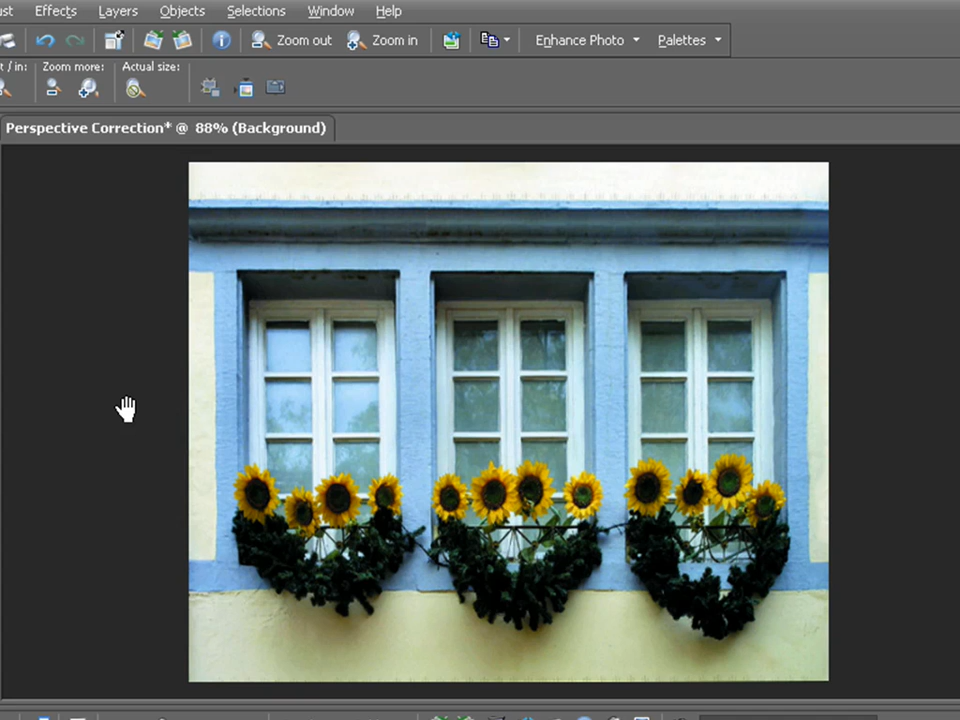 ust Effects Layers Objects Selections Window Help
Zoom out Zoom in Enhance Photo Palettes
t / in: Zoom more: Actual size:
Perspective Correction* @ 88% (Background)